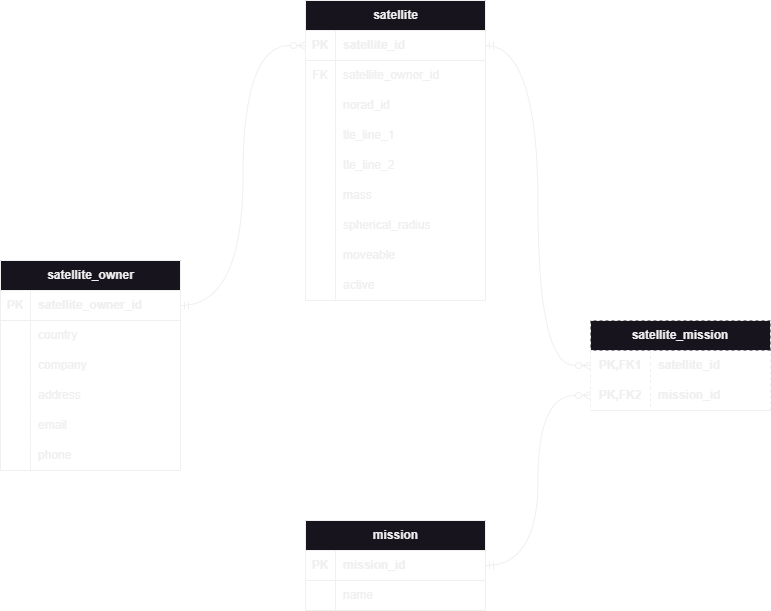 satellite
PK satellite_id
FK satellite_owner_id
norad_id
tle_line_1
tle_line_2
mass
spherical_radius
moveable
active
satellite_owner
PK satellite_owner_id
country
company
address
email
phone
satellite_mission
PK,FK1 satellite_id
PK,FK2 mission_id
mission
PK mission_id
name